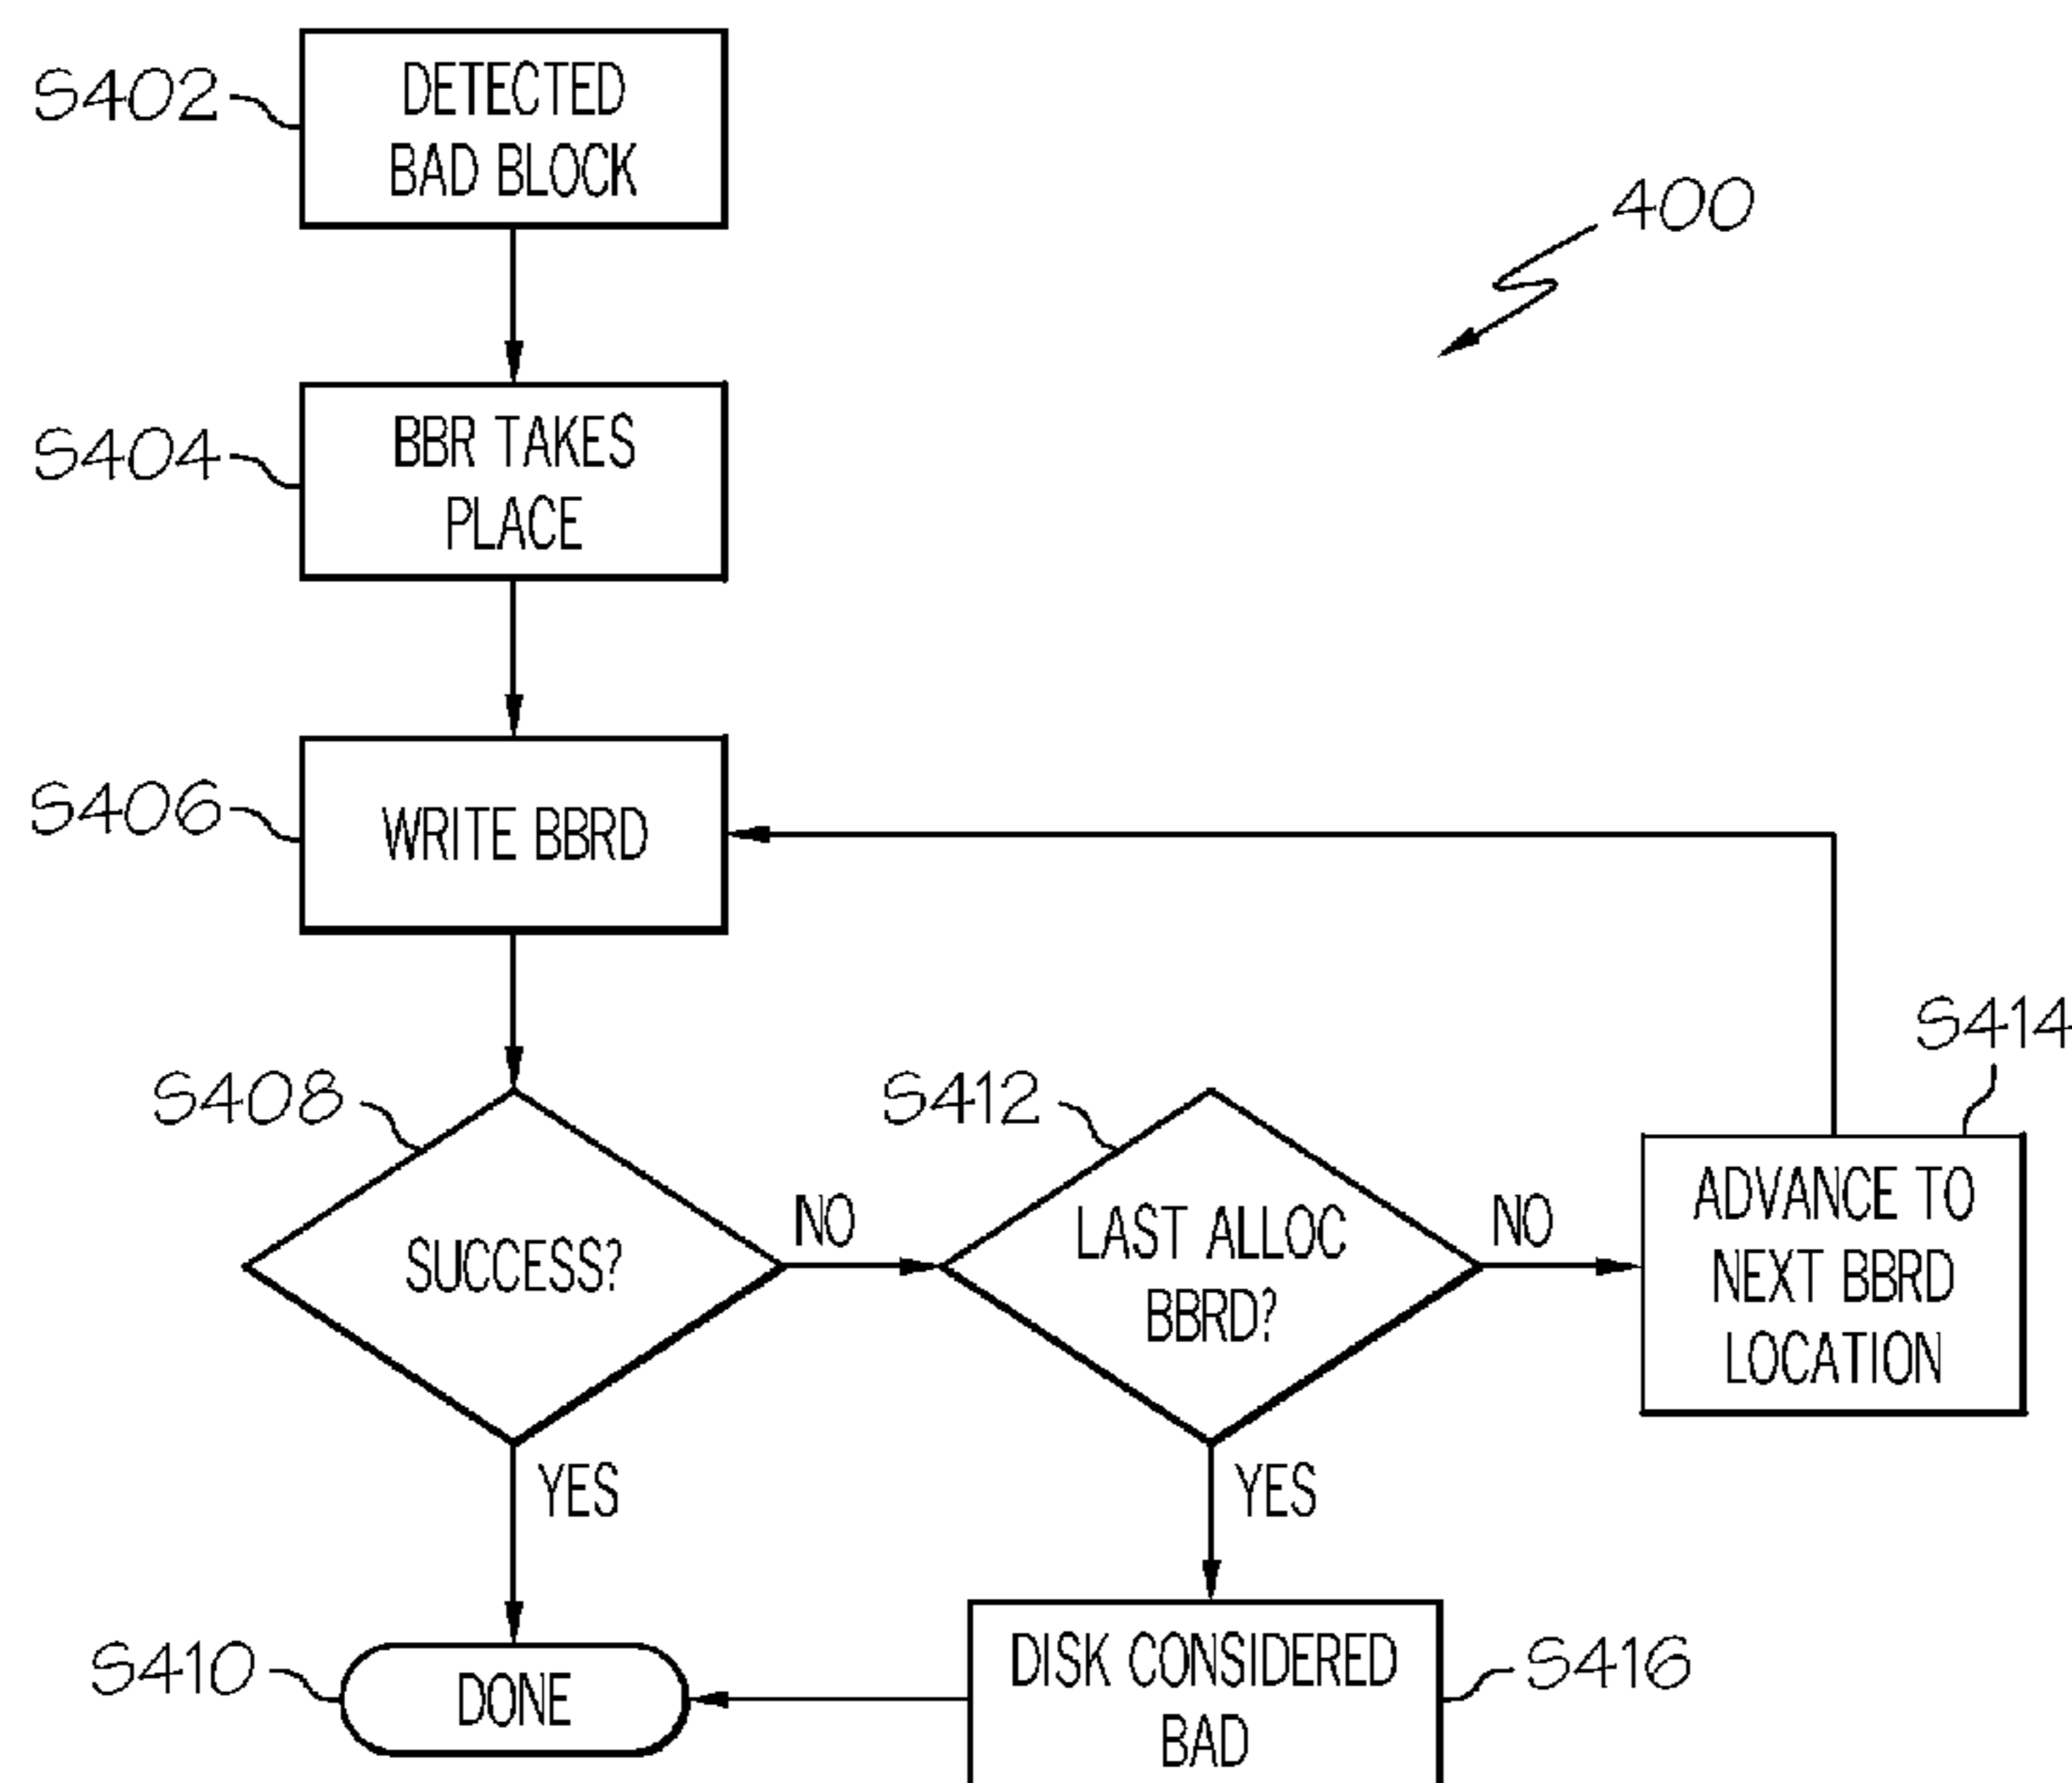 S402
DETECTED
BAD BLOCK
400
S404
BBR TAKES
PLACE
S406
WRITE BBRD
S414
S408
S412
SUCCESS?
NO
LAST ALLOC
BBRD?
NO
ADVANCE TO
NEXT BBRD
LOCATION
YES
YES
S410
DONE
DISK CONSIDERED
BAD
S416